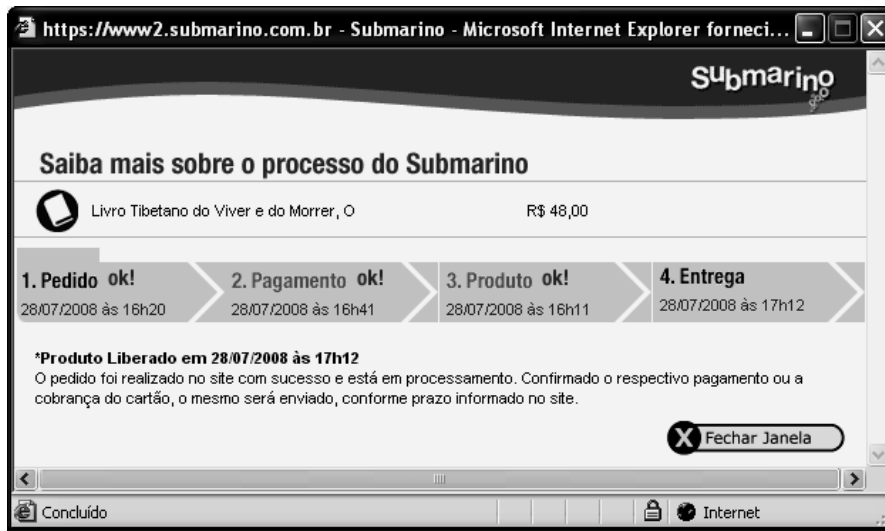 https://www2.submarino.com.br - Submarino - Microsoft Internet Explorer forneci...
Submarino
Saiba mais sobre o processo do Submarino
Livro Tibetano do Viver e do Morrer, O R$ 48,00
1. Pedido ok! 2. Pagamento ok! 3. Produto ok! 4. Entrega
28/07/2008 às 16h20 28/07/2008 às 16h41 28/07/2008 às 16h11 28/07/2008 às 17h12
*Produto Liberado em 28/07/2008 às 17h12
O pedido foi realizado no site com sucesso e está em processamento. Confirmado o respectivo pagamento ou a
cobrança do cartão, o mesmo será enviado, conforme prazo informado no site.
X Fechar Janela
Concluído Internet